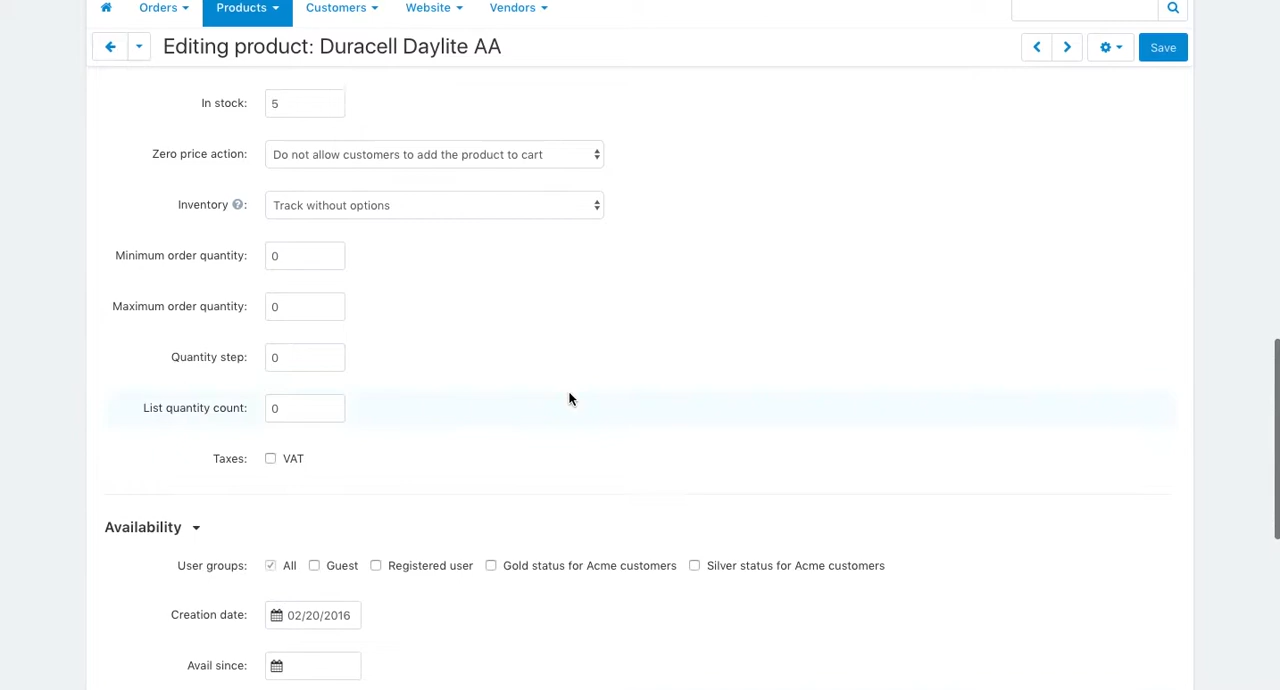 Orders Products Customers Website Vendors
Editing product: Duracell Daylite AA Save
In stock: 5
Zero price action: Do not allow customers to add the product to cart
Inventory ?: Track without options
Minimum order quantity: 0
Maximum order quantity: 0
Quantity step: 0
List quantity count: 0
Taxes: VAT
Availability
User groups: All Guest Registered user Gold status for Acme customers Silver status for Acme customers
Creation date: 02/20/2016
Avail since: